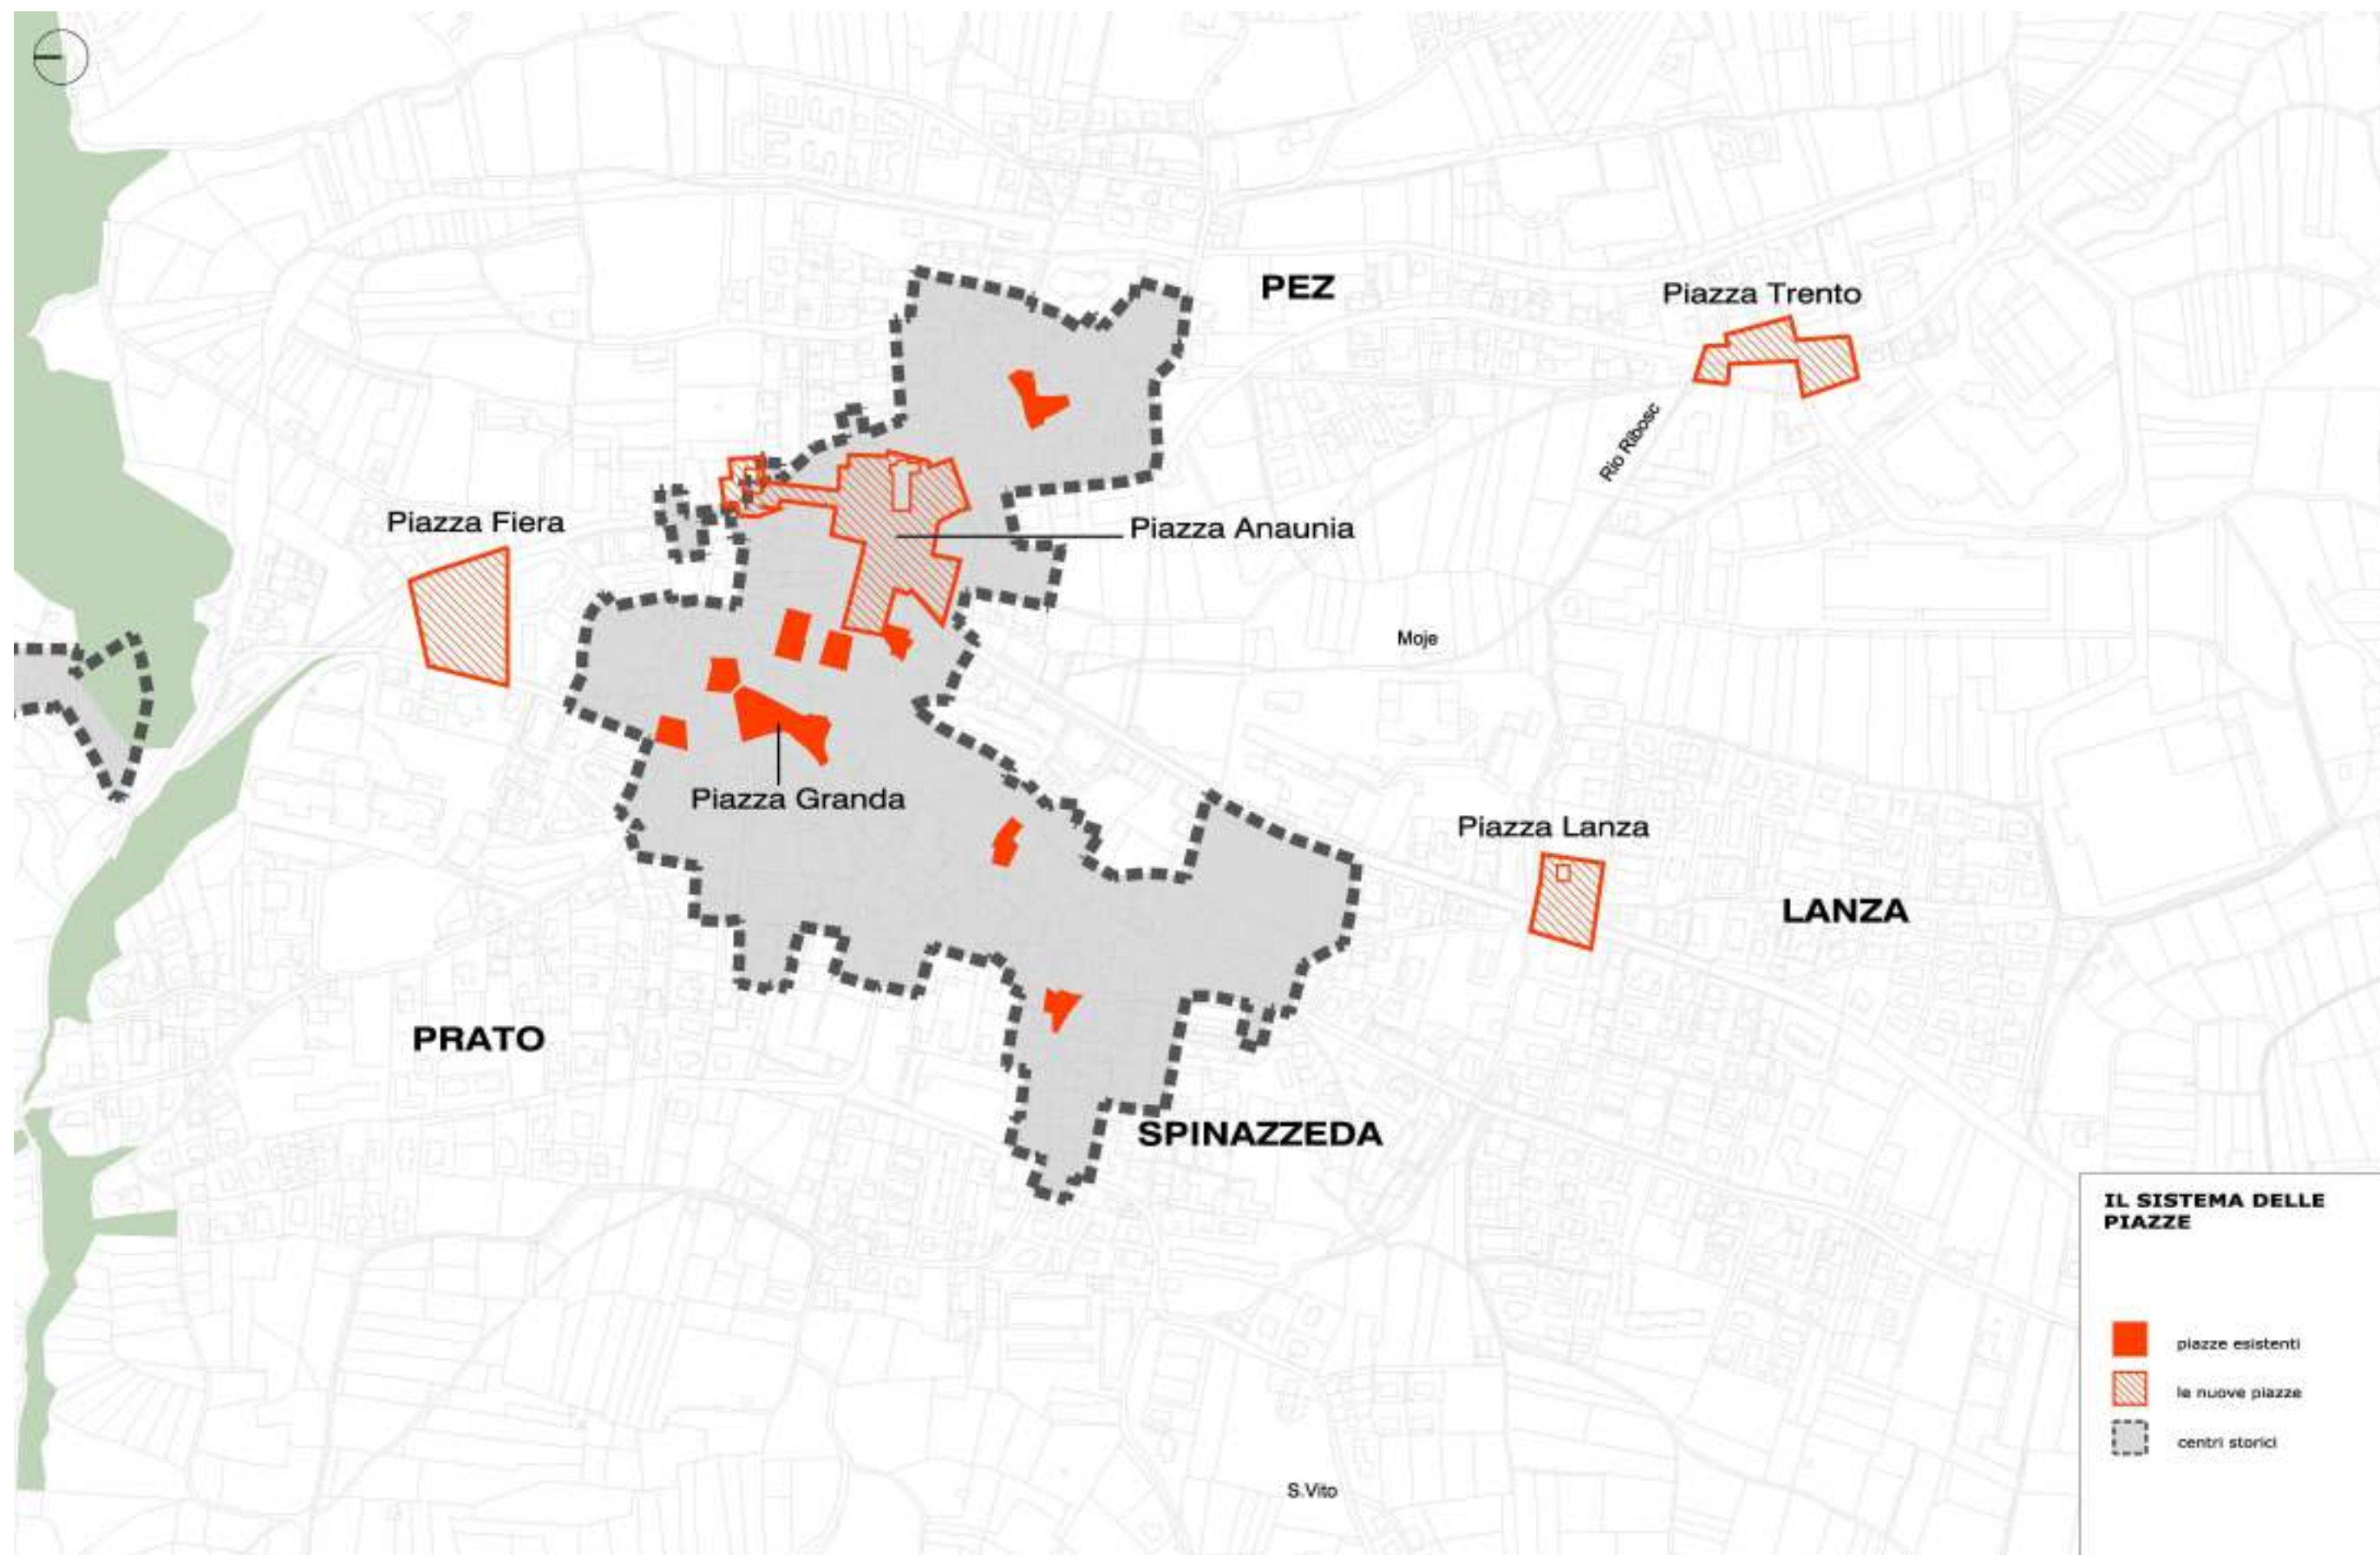 PEZ
Piazza Trento
Rio Ribosc
Piazza Fiera
Piazza Anaunia
Moje
Piazza Granda
Piazza Lanza
LANZA
PRATO
SPINAZZEDA
S.Vito
IL SISTEMA DELLE
PIAZZE
piazze esistenti
le nuove piazze
centri storici